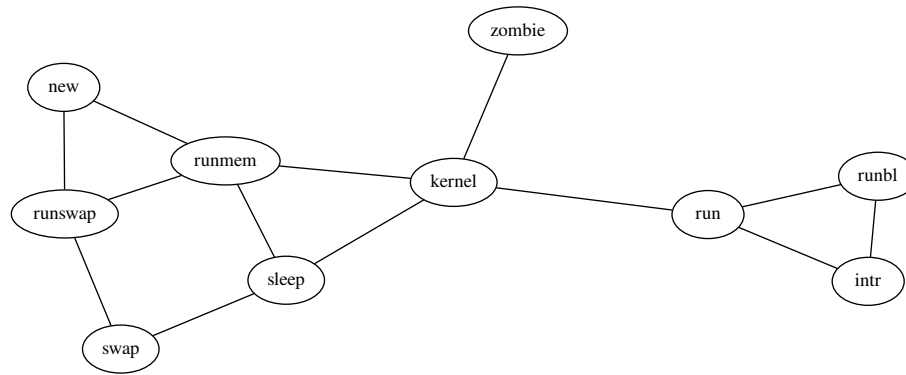 zombie
new
runmem
kernel
runbl
runswap
run
sleep
intr
swap